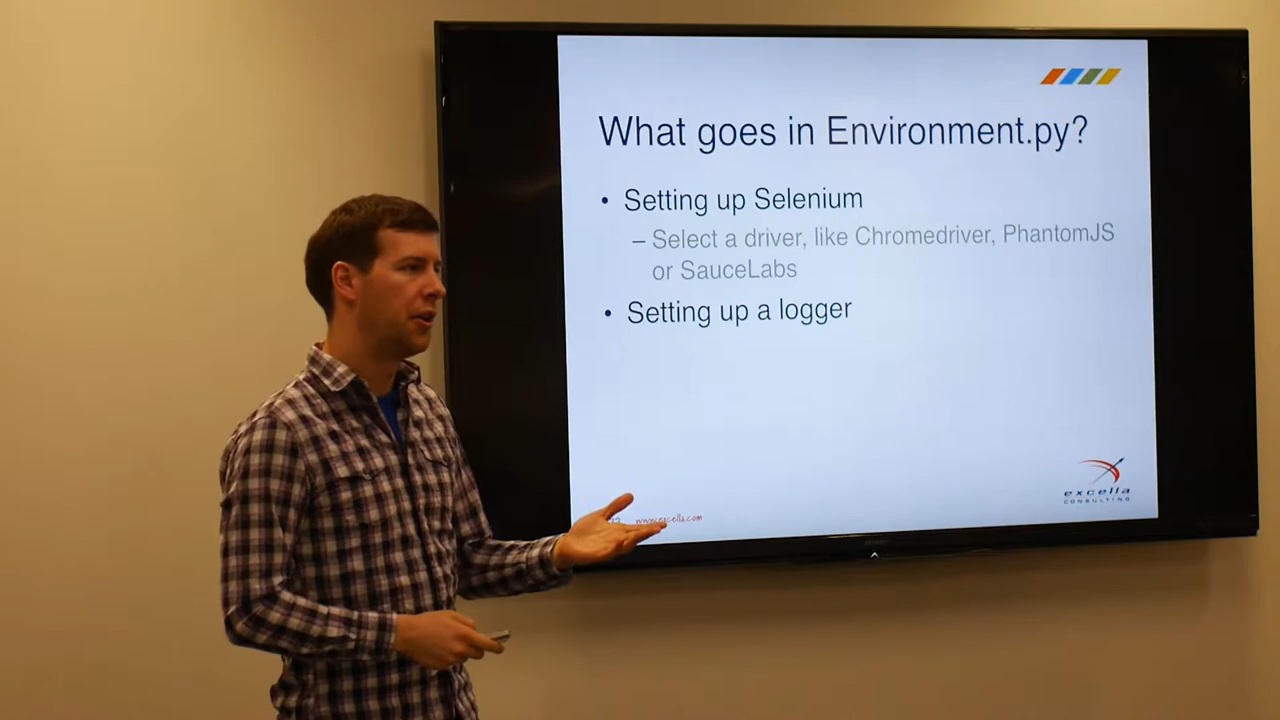 What goes in Environment.py?
• Setting up Selenium
– Select a driver, like Chromedriver, PhantomJS
or SauceLabs
• Setting up a logger
excella
CONSULTING
www.excella.com